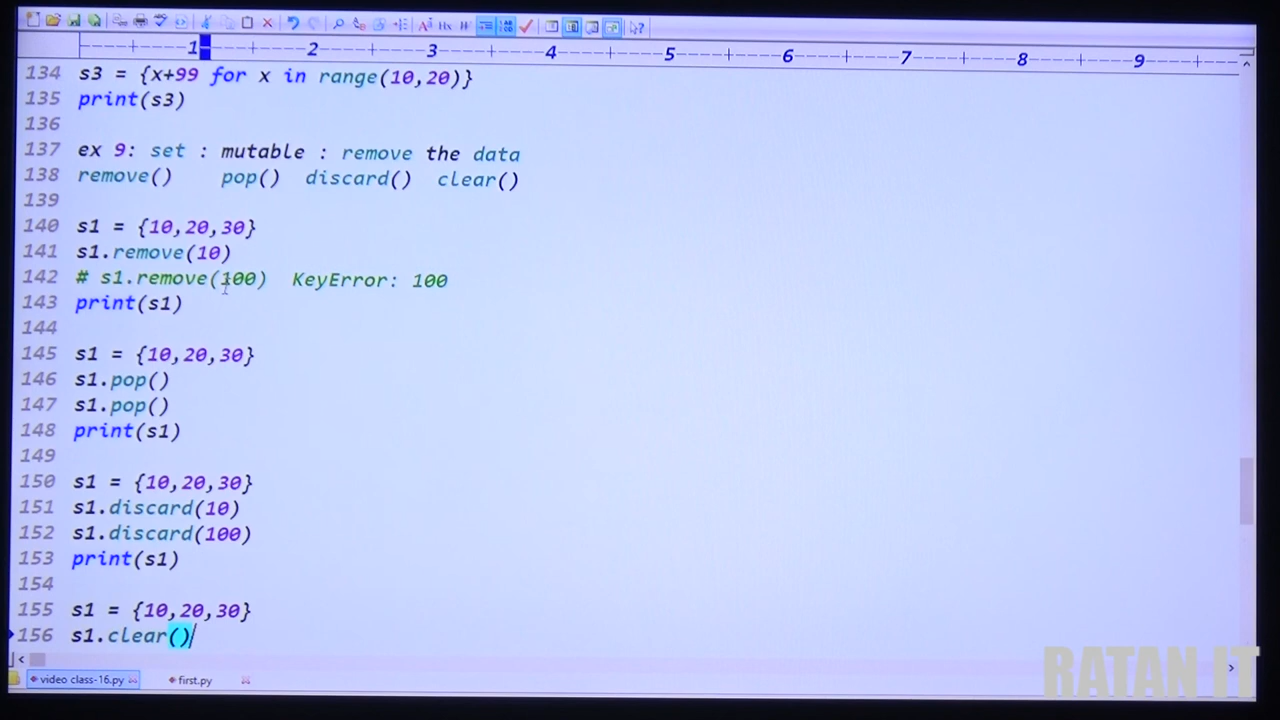 1 2 3 4 5 6 7 8 9
134 s3 = {x+99 for x in range(10,20)}
135 print(s3)
136
137 ex 9: set : mutable : remove the data
138 remove() pop() discard() clear()
139
140 s1 = {10,20,30}
141 s1.remove(10)
142 # s1.remove(100) KeyError: 100
143 print(s1)
144
145 s1 = {10,20,30}
146 s1.pop()
147 s1.pop()
148 print(s1)
149
150 s1 = {10,20,30}
151 s1.discard(10)
152 s1.discard(100)
153 print(s1)
154
155 s1 = {10,20,30}
156 s1.clear()
video class-16.py first.py
RATAN IT